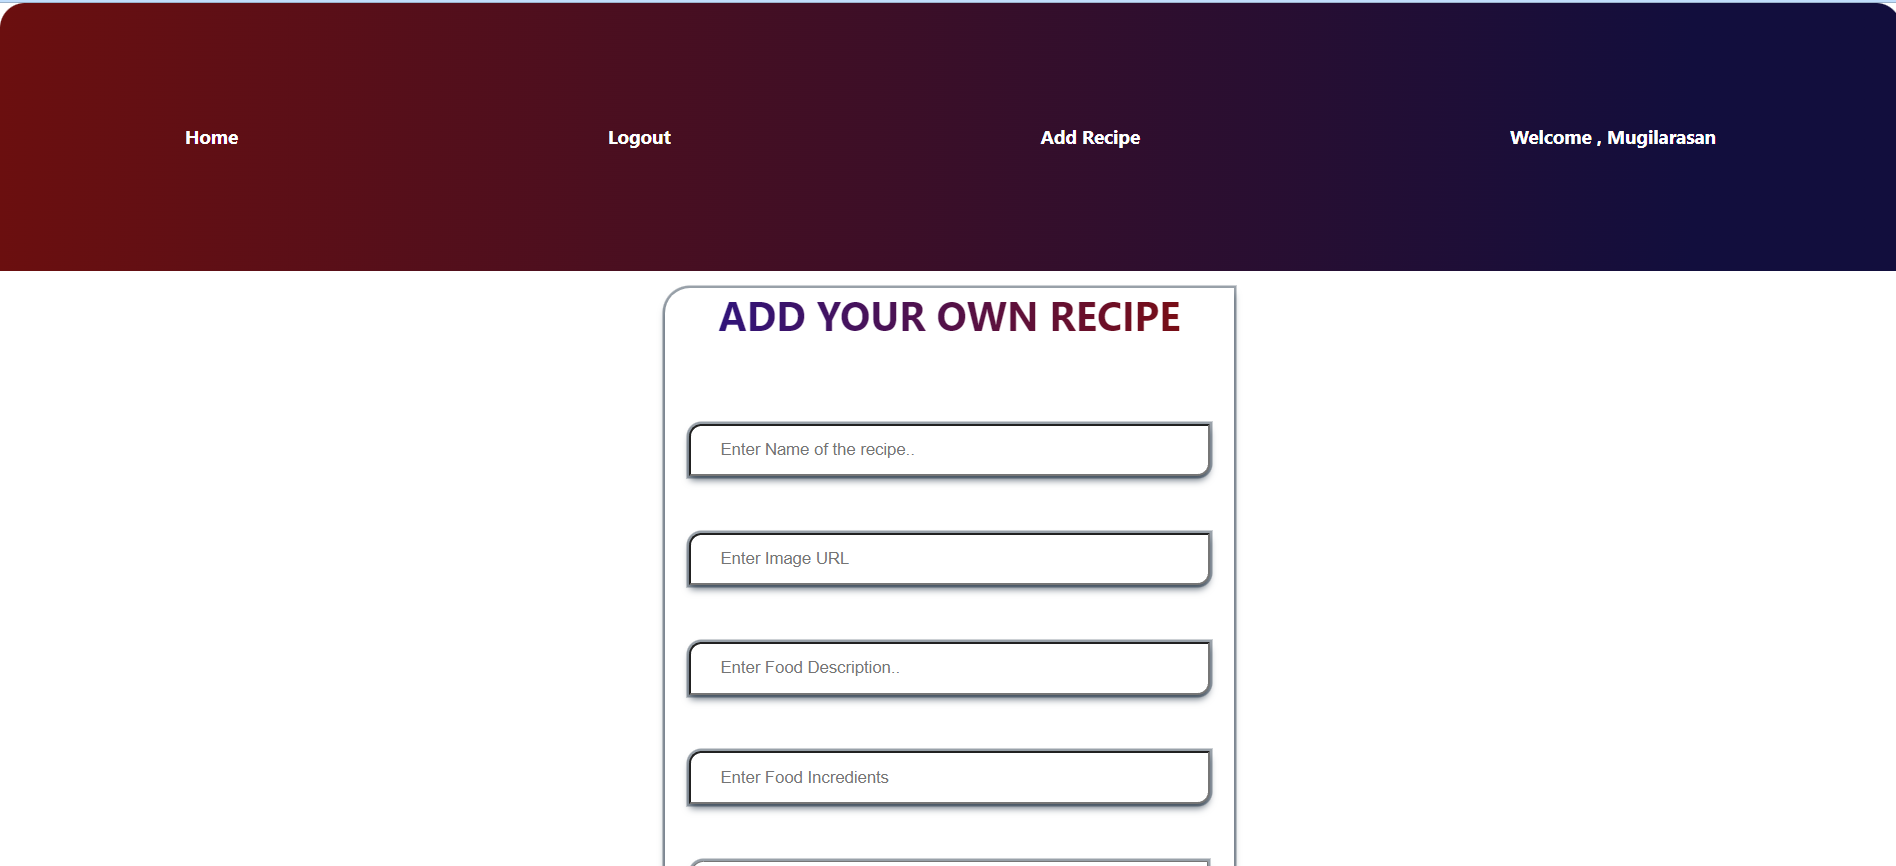 Home Logout Add Recipe Welcome , Mugilarasan
ADD YOUR OWN RECIPE
Enter Name of the recipe..
Enter Image URL
Enter Food Description..
Enter Food Incredients